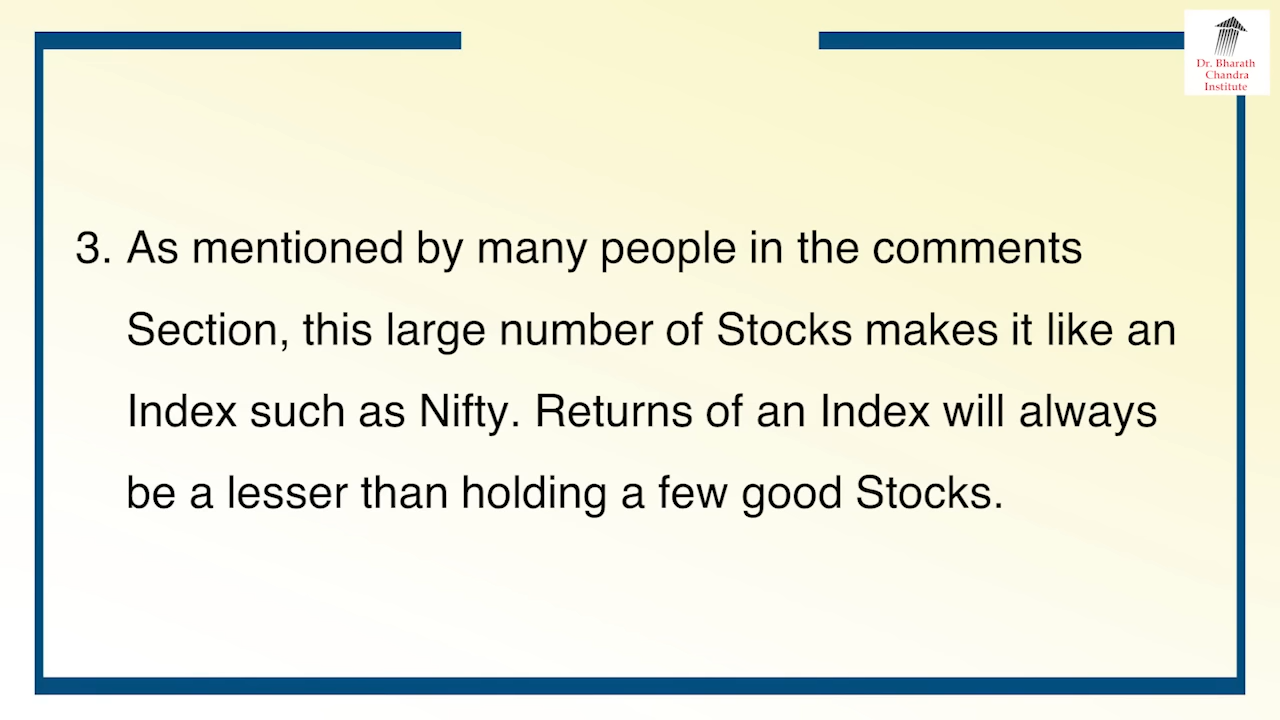 Dr. Bharath
Chandra
Institute
3. As mentioned by many people in the comments
Section, this large number of Stocks makes it like an
Index such as Nifty. Returns of an Index will always
be a lesser than holding a few good Stocks.